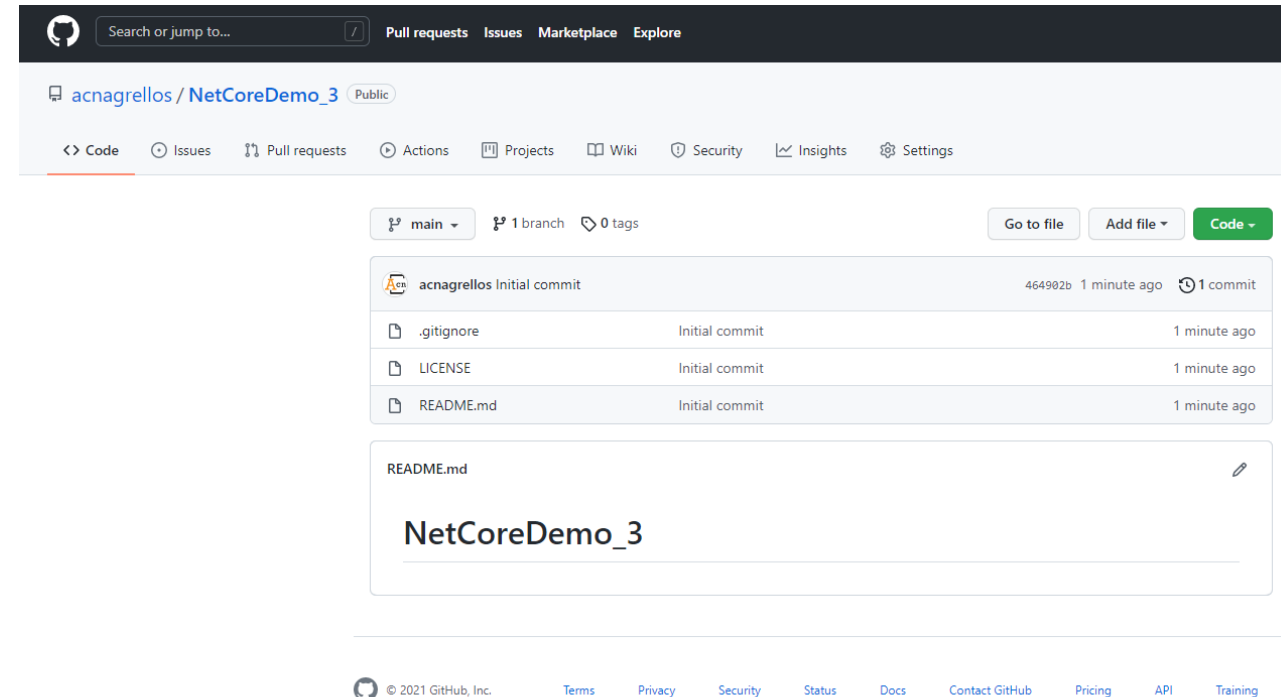 Search or jump to... / Pull requests Issues Marketplace Explore
acnagrellos / NetCoreDemo_3 Public
<> Code Issues Pull requests Actions Projects Wiki Security Insights Settings
main 1 branch 0 tags Go to file Add file Code
Acn acnagrellos Initial commit 464902b 1 minute ago 1 commit
.gitignore Initial commit 1 minute ago
LICENSE Initial commit 1 minute ago
README.md Initial commit 1 minute ago
README.md
NetCoreDemo_3
© 2021 GitHub, Inc. Terms Privacy Security Status Docs Contact GitHub Pricing API Training